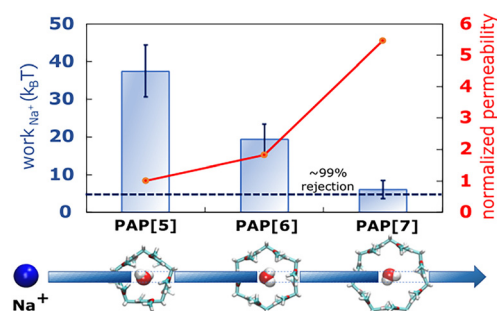 50
40
30
20
10
0
work Na⁺ (k_BT)
6
5
4
3
2
1
0
normalized permeability
~99%
rejection
PAP[5] PAP[6] PAP[7]
Na⁺